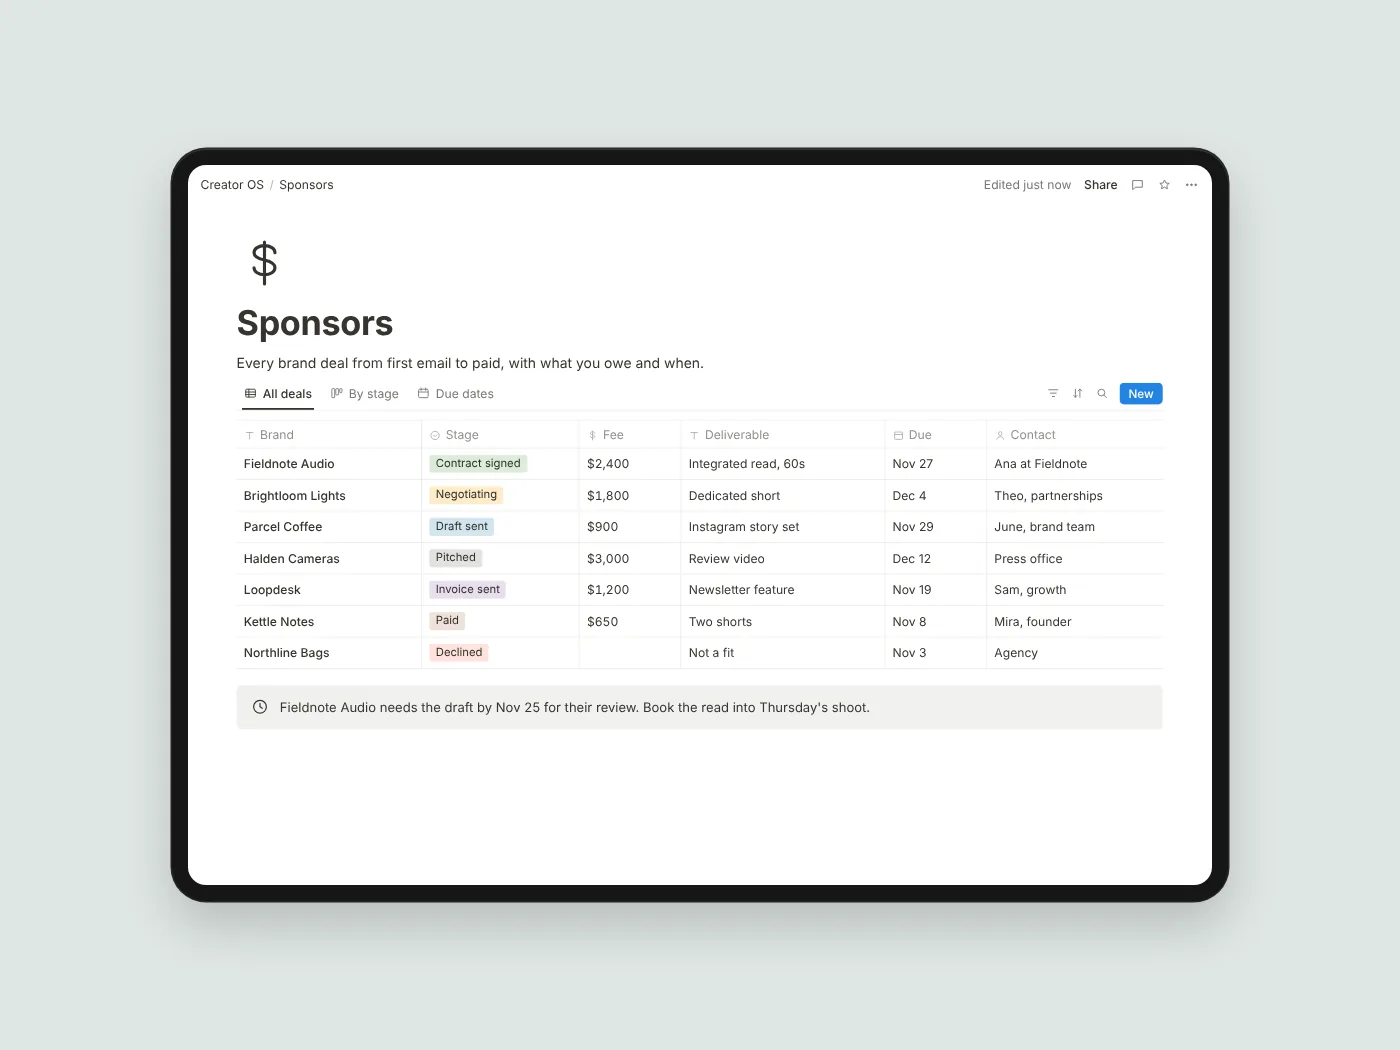 Creator OS / Sponsors
Edited just now Share
$
Sponsors
Every brand deal from first email to paid, with what you owe and when.
All deals By stage Due dates
New
Brand Stage Fee Deliverable Due Contact
Fieldnote Audio Contract signed $2,400 Integrated read, 60s Nov 27 Ana at Fieldnote
Brightloom Lights Negotiating $1,800 Dedicated short Dec 4 Theo, partnerships
Parcel Coffee Draft sent $900 Instagram story set Nov 29 June, brand team
Halden Cameras Pitched $3,000 Review video Dec 12 Press office
Loopdesk Invoice sent $1,200 Newsletter feature Nov 19 Sam, growth
Kettle Notes Paid $650 Two shorts Nov 8 Mira, founder
Northline Bags Declined Not a fit Nov 3 Agency
Fieldnote Audio needs the draft by Nov 25 for their review. Book the read into Thursday's shoot.